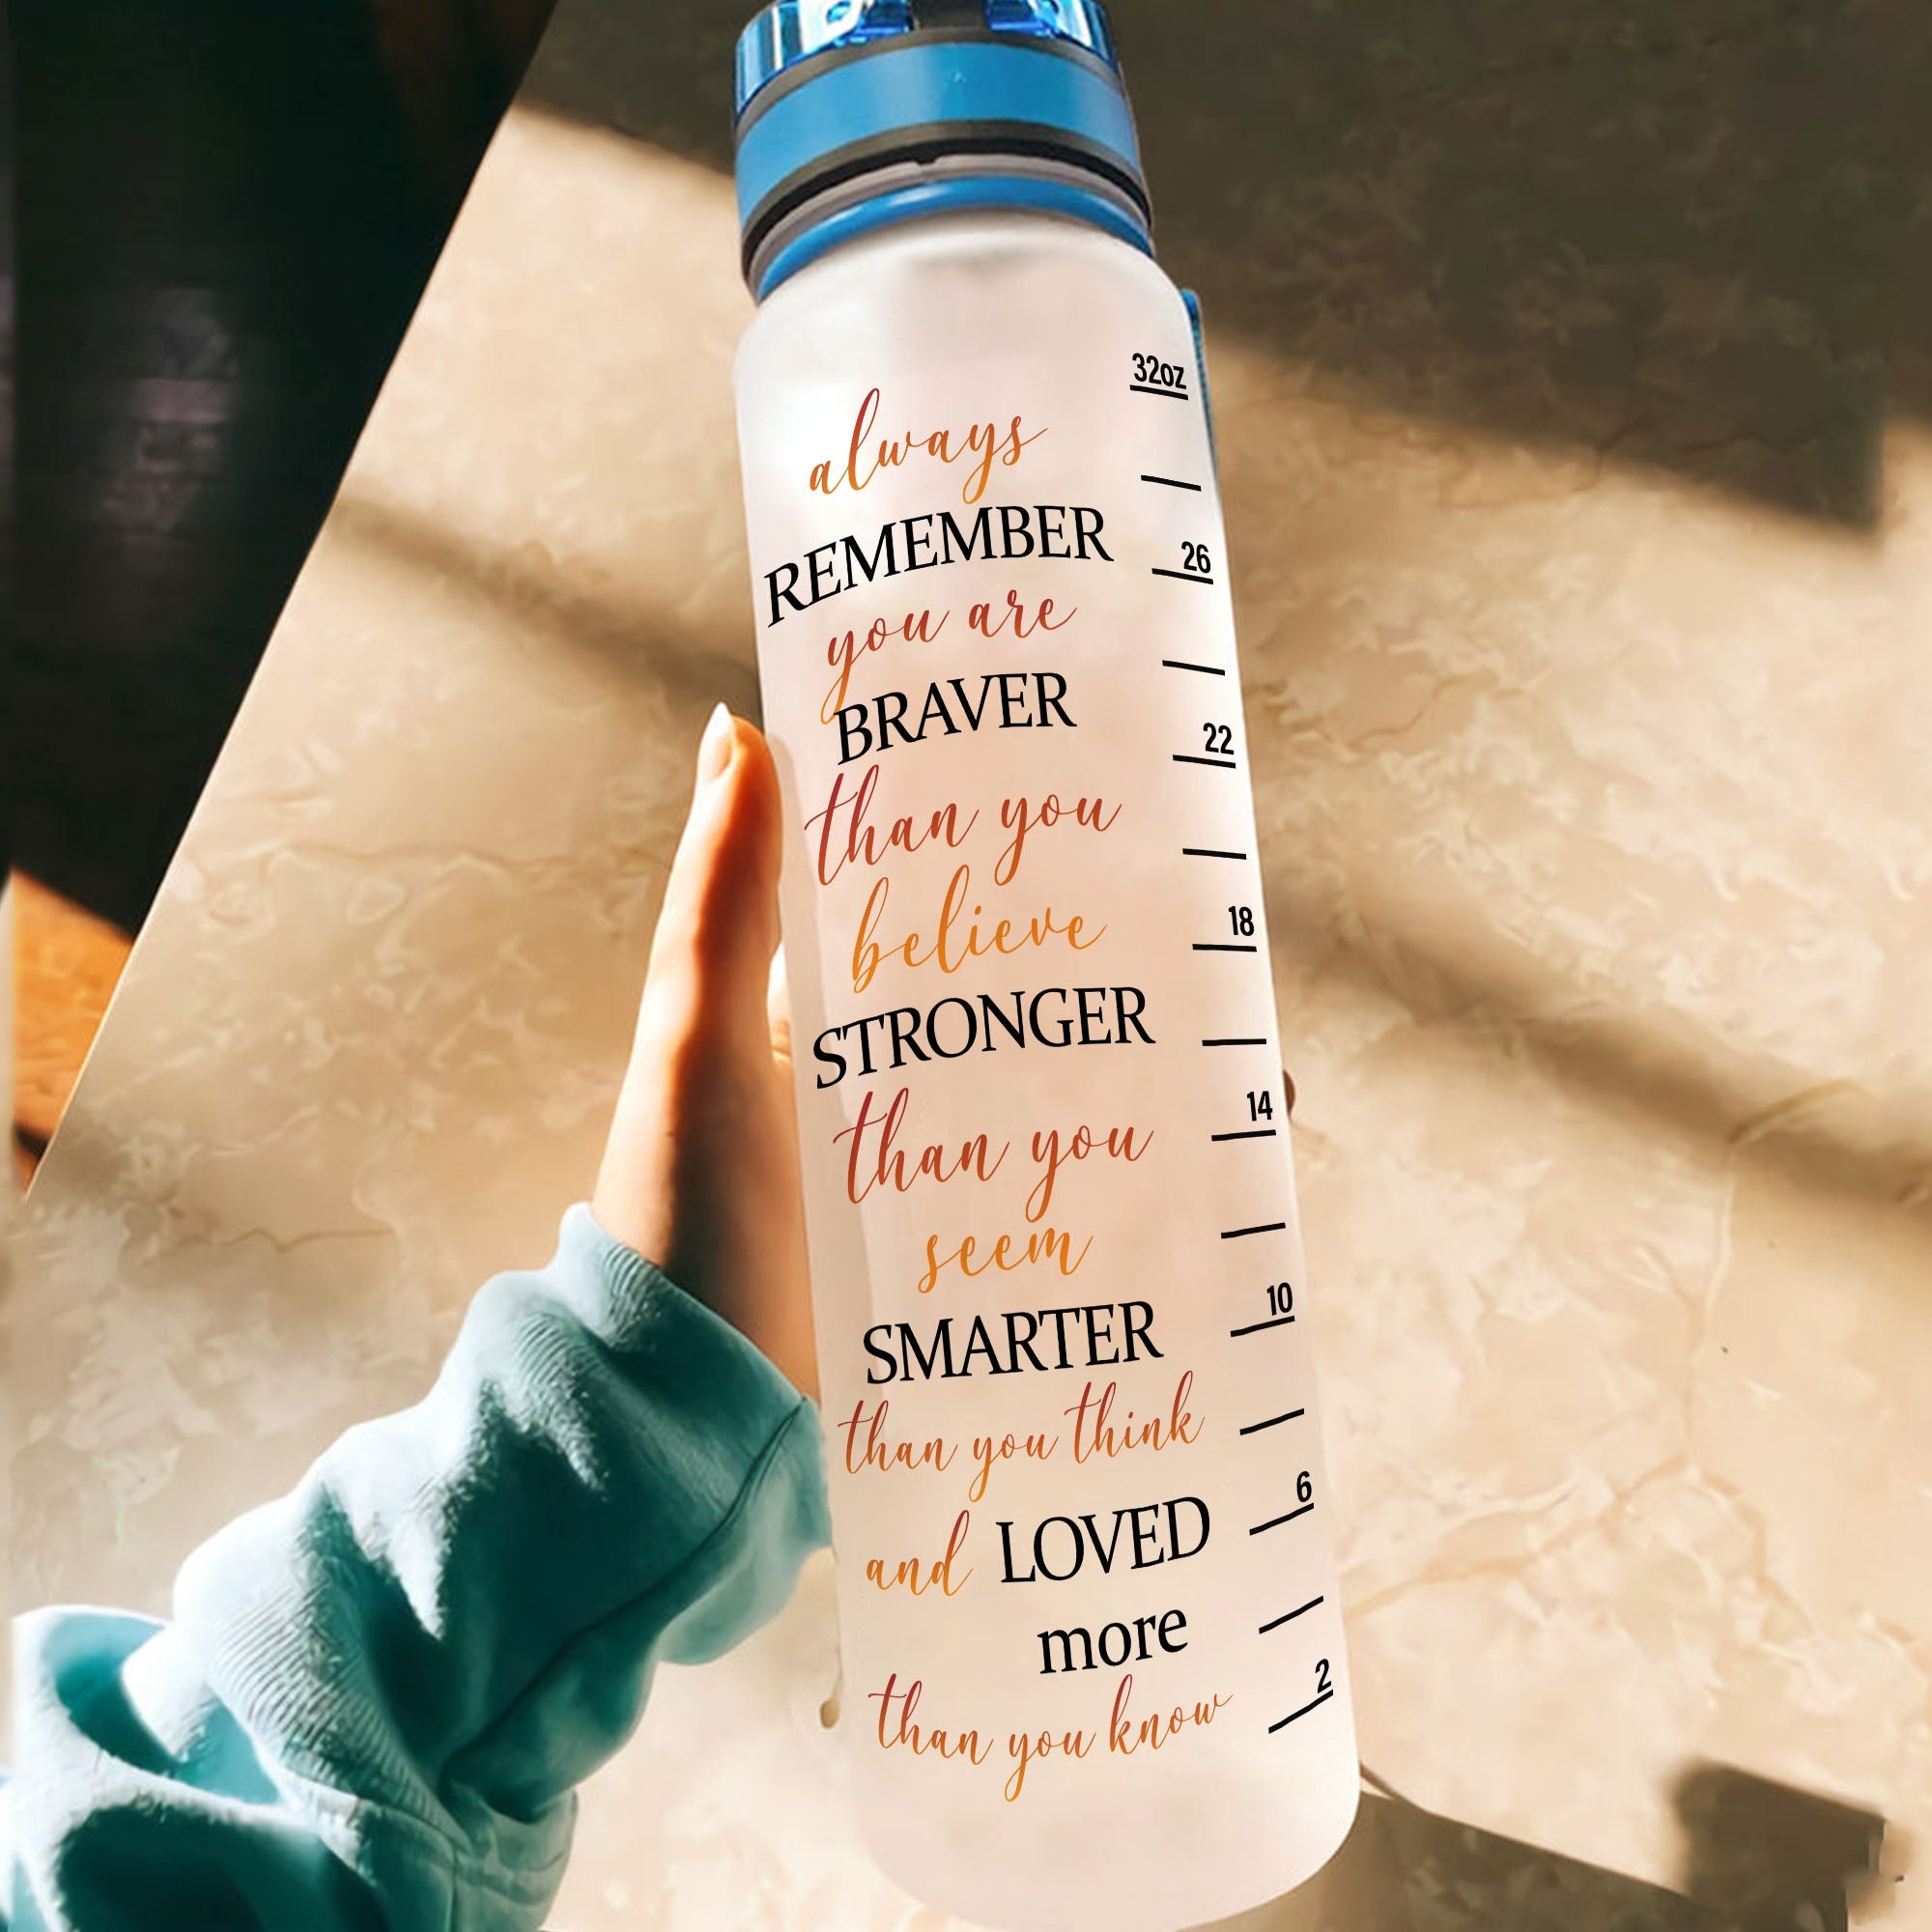 always
REMEMBER
you are
BRAVER
than you
believe
STRONGER
than you
seem
SMARTER
than you think
and LOVED
more
than you know
32oz
26
22
18
14
10
6
2